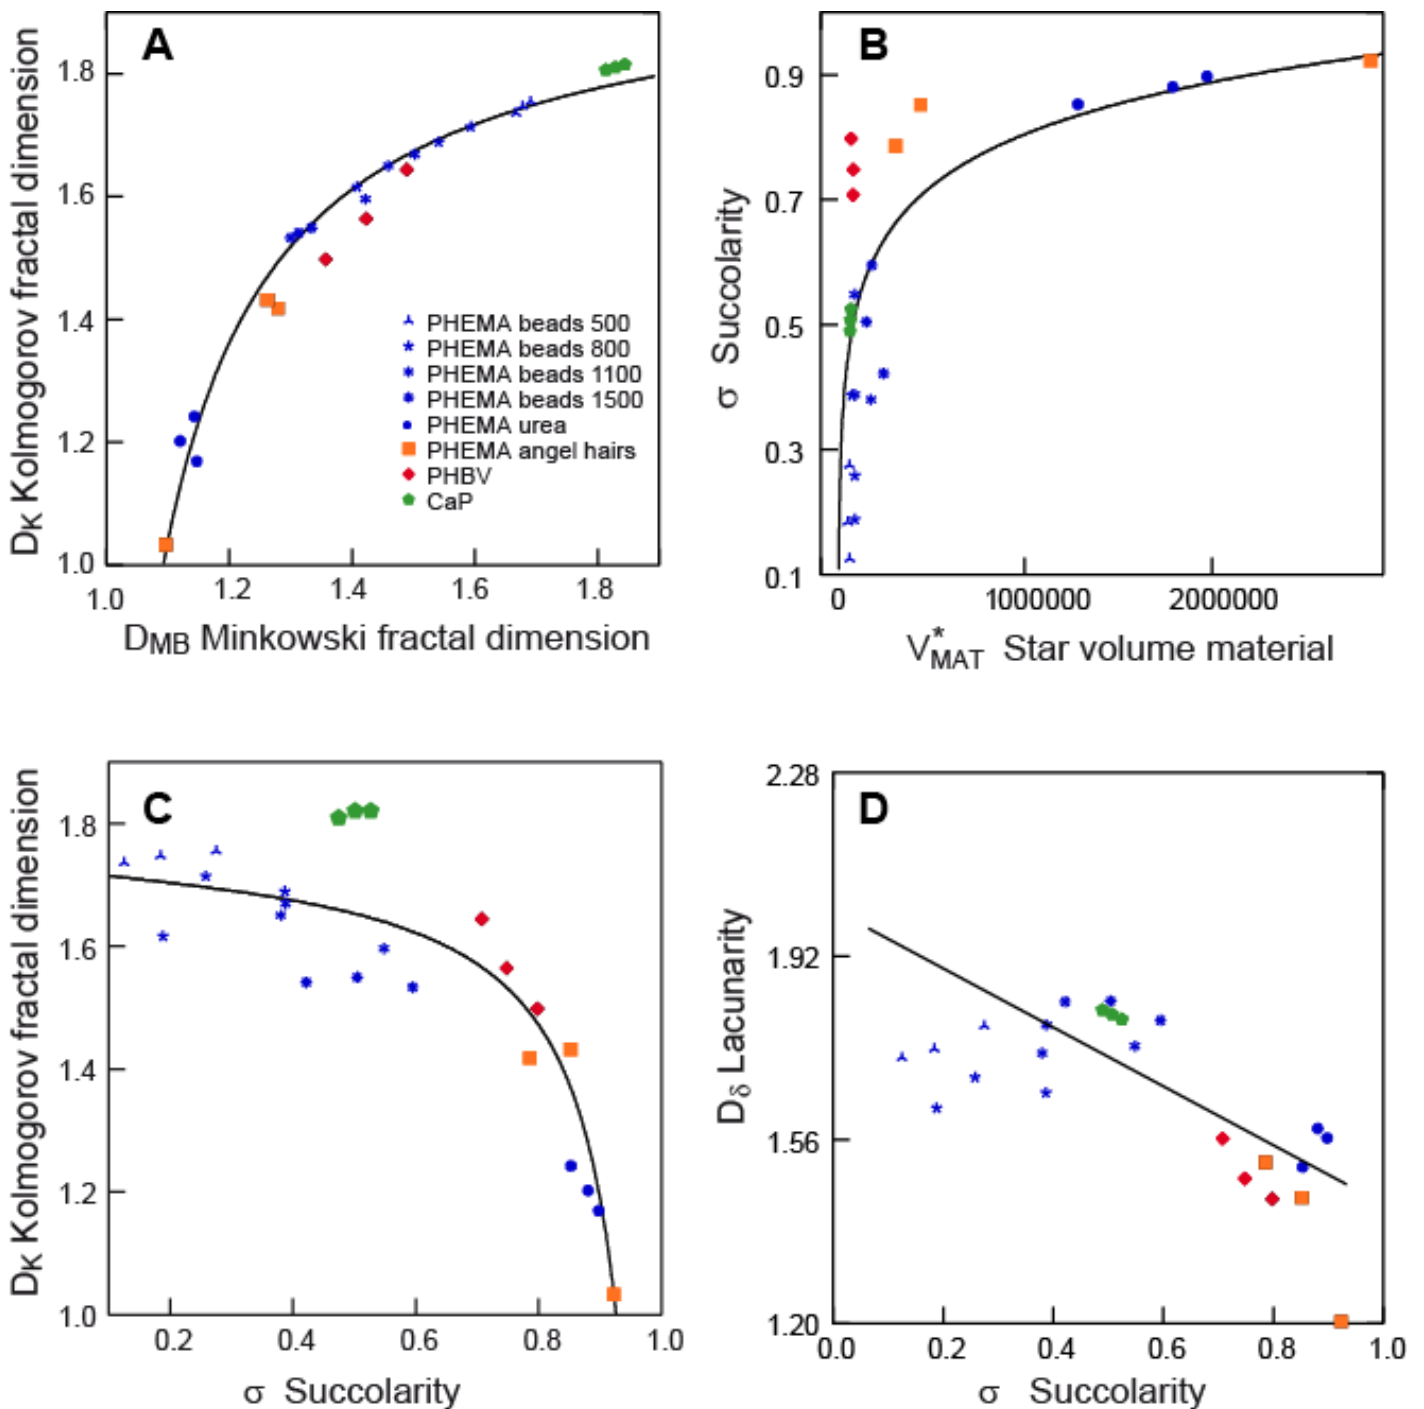 A
DK Kolmogorov fractal dimension
1.8
1.6
1.4
1.2
1.0
1.0 1.2 1.4 1.6 1.8
DMB Minkowski fractal dimension
PHEMA beads 500
PHEMA beads 800
PHEMA beads 1100
PHEMA beads 1500
PHEMA urea
PHEMA angel hairs
PHBV
CaP
B
σ Succolarity
0.9
0.7
0.5
0.3
0.1
0 1000000 2000000
V*MAT Star volume material
C
DK Kolmogorov fractal dimension
1.8
1.6
1.4
1.2
1.0
0.2 0.4 0.6 0.8 1.0
σ Succolarity
D
Dδ Lacunarity
2.28
1.92
1.56
1.20
0.0 0.2 0.4 0.6 0.8 1.0
σ Succolarity